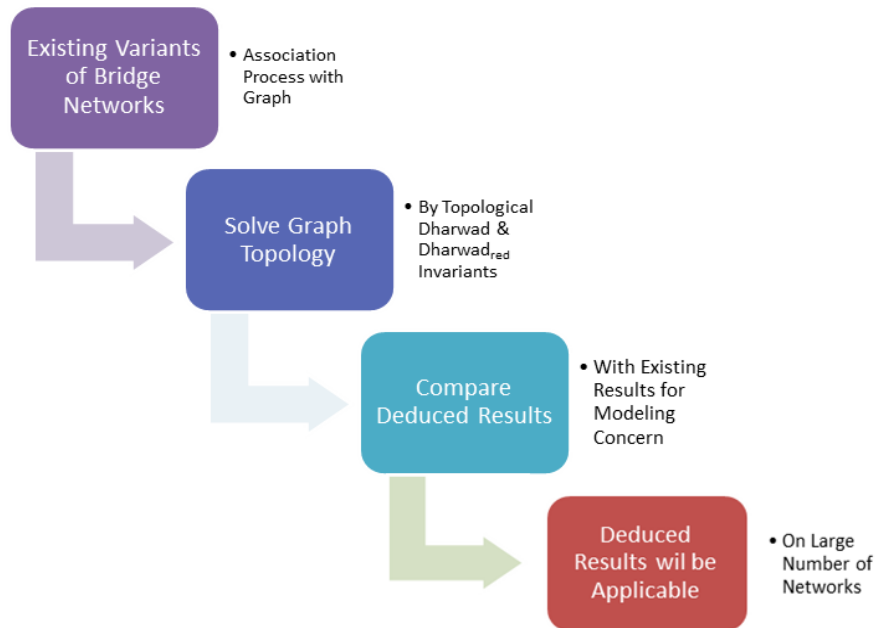 Existing Variants
of Bridge
Networks
• Association
Process with
Graph
Solve Graph
Topology
• By Topological
Dharwad &
Dharwad_red
Invariants
Compare
Deduced Results
• With Existing
Results for
Modeling
Concern
Deduced
Results wil be
Applicable
• On Large
Number of
Networks